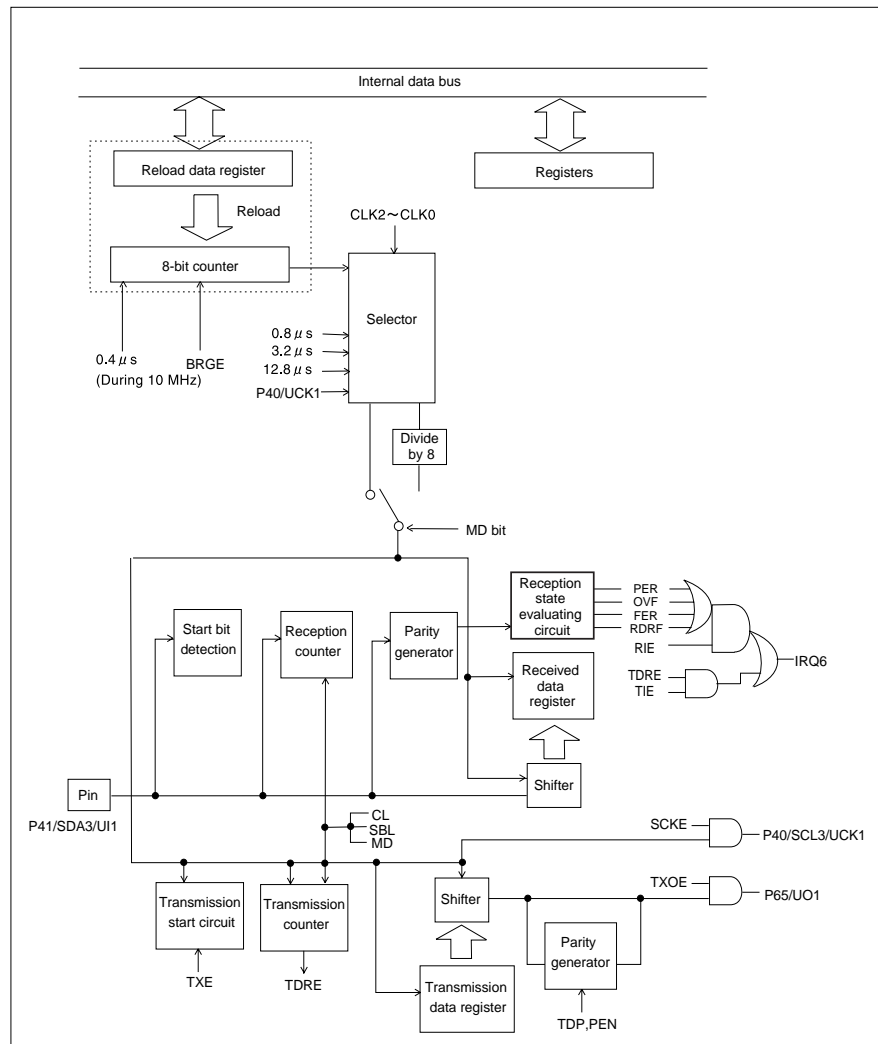 Internal data bus
Reload data register
Registers
Reload
CLK2～CLK0
8-bit counter
Selector
0.8 μ s
3.2 μ s
12.8 μ s
P40/UCK1
0.4 μ s
(During 10 MHz)
BRGE
Divide
by 8
MD bit
Start bit
detection
Reception
counter
Parity
generator
Reception
state
evaluating
circuit
PER
OVF
FER
RDRF
RIE
TDRE
TIE
IRQ6
Received
data
register
Shifter
Pin
P41/SDA3/UI1
CL
SBL
MD
SCKE
P40/SCL3/UCK1
TXOE
P65/UO1
Transmission
start circuit
Transmission
counter
Shifter
Parity
generator
TXE
TDRE
Transmission
data register
TDP,PEN